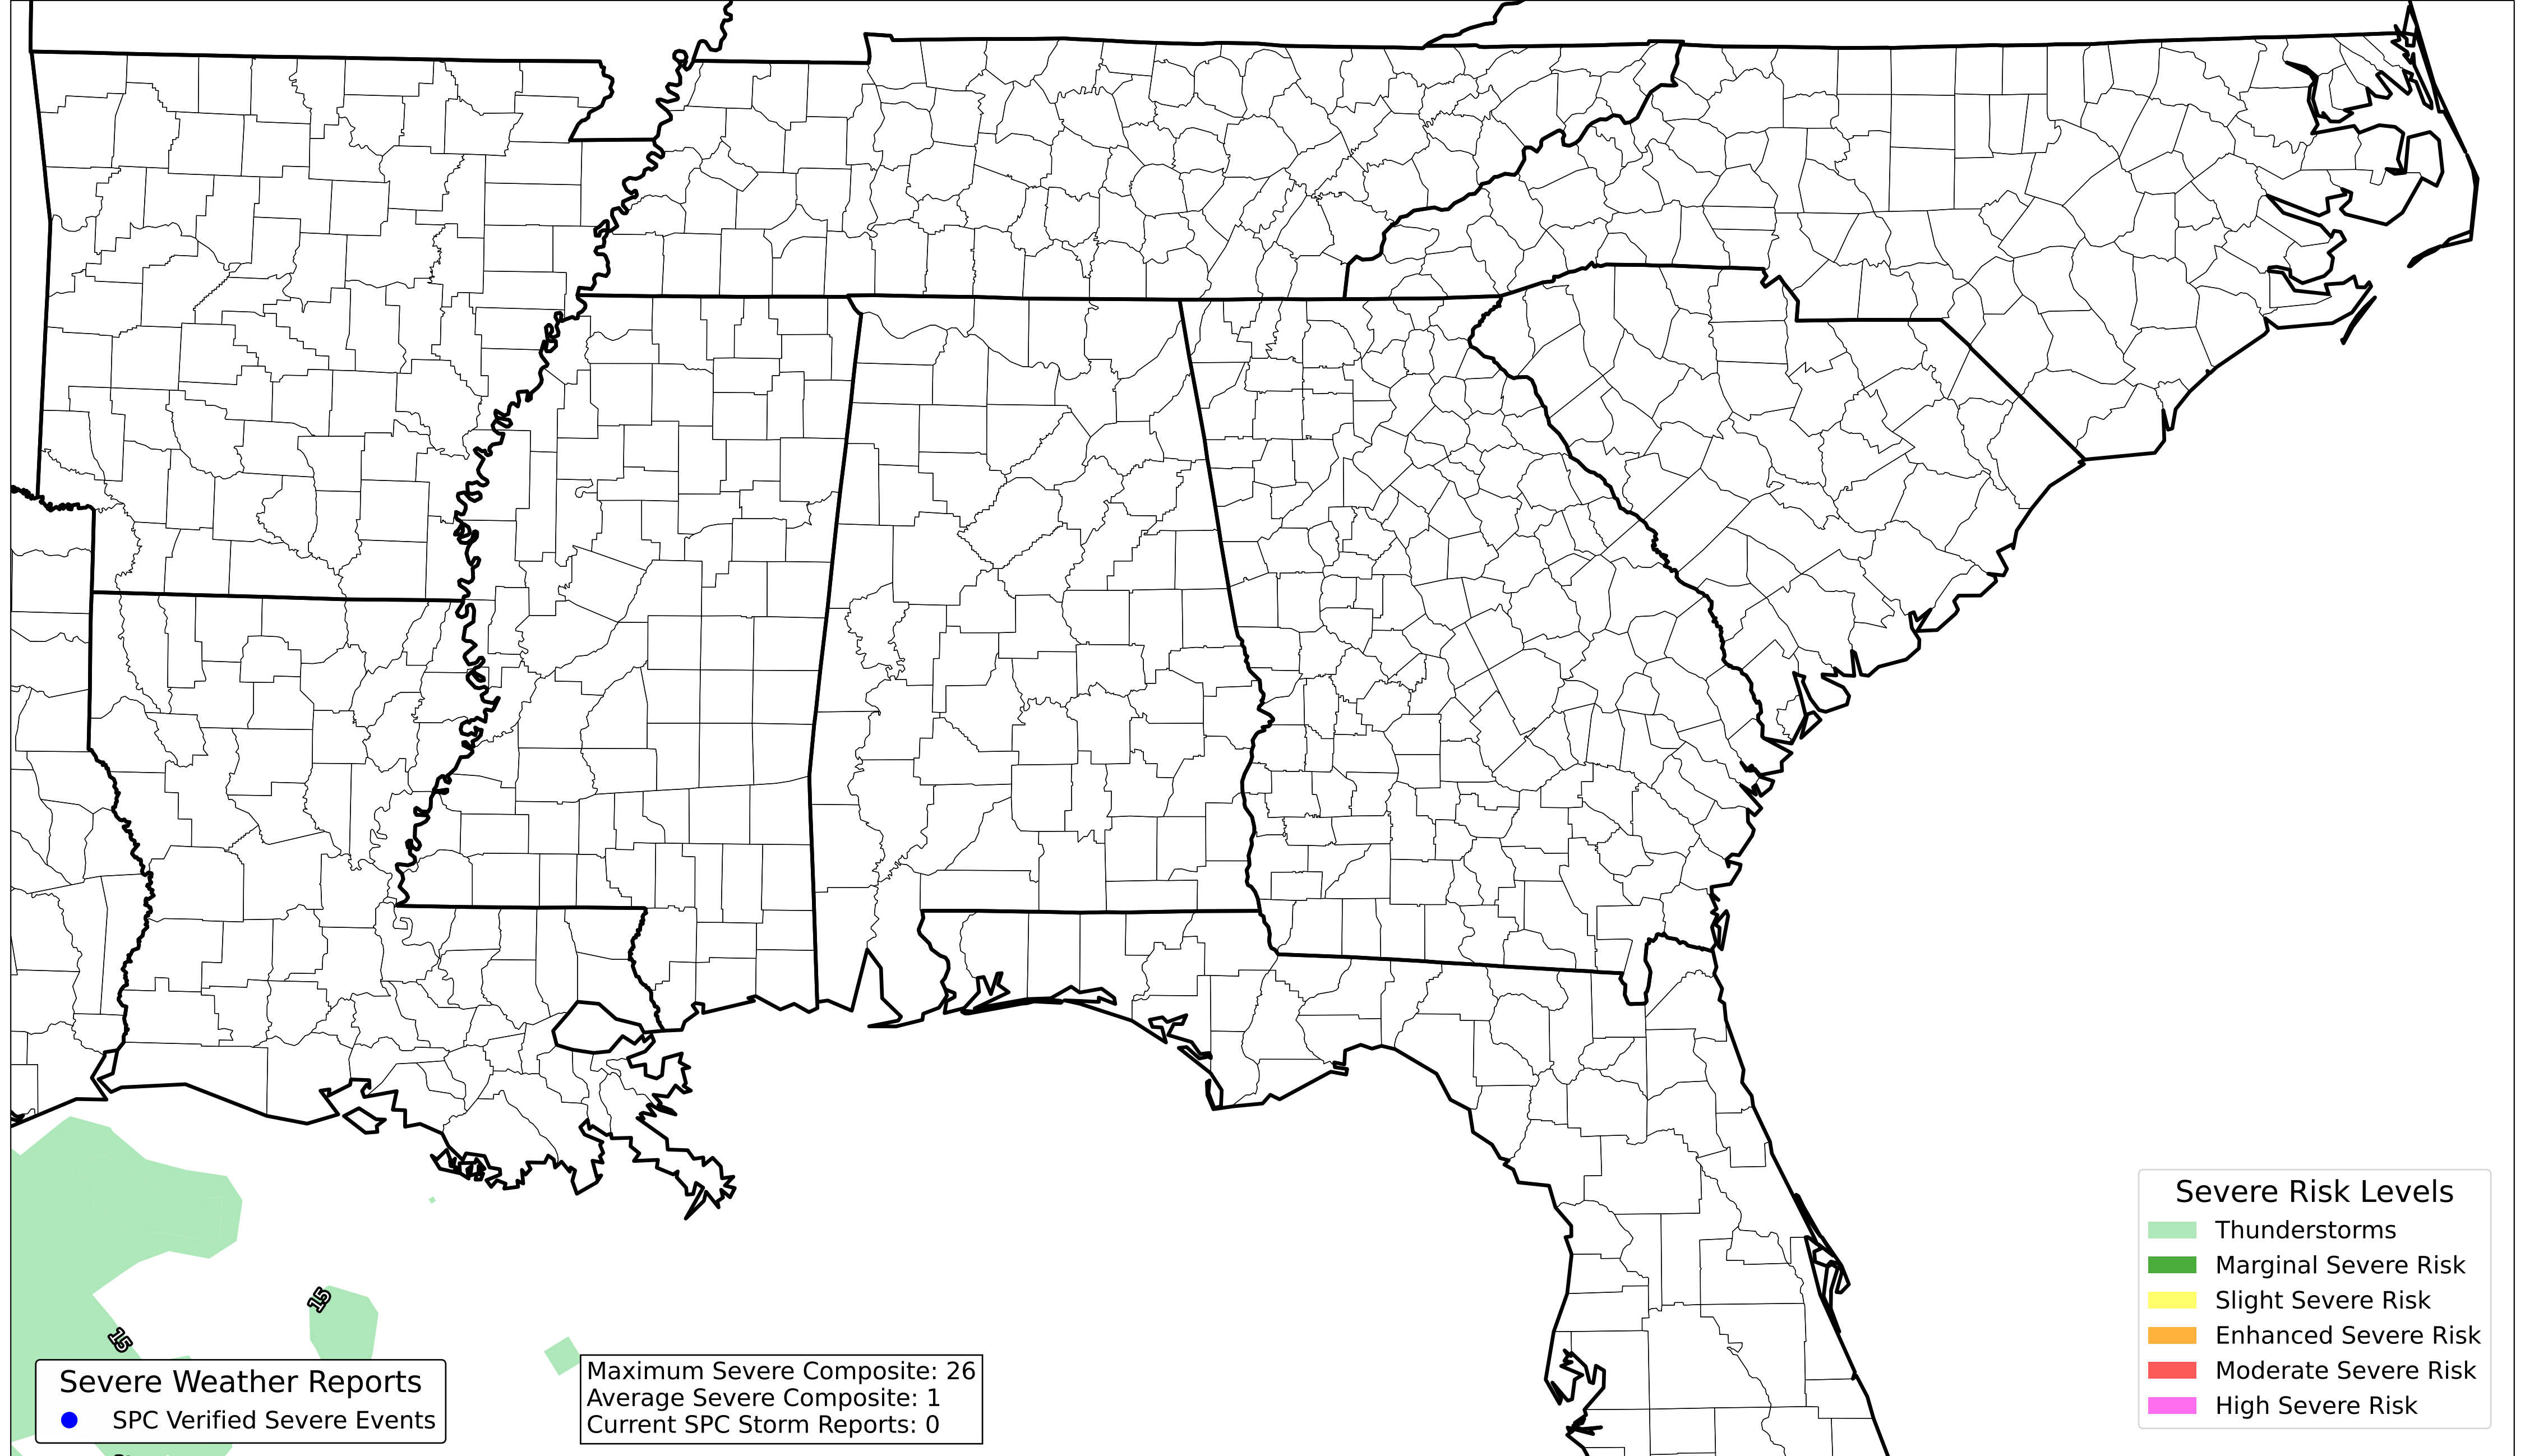 15
15
Severe Weather Reports
SPC Verified Severe Events
Maximum Severe Composite: 26
Average Severe Composite: 1
Current SPC Storm Reports: 0
Severe Risk Levels
Thunderstorms
Marginal Severe Risk
Slight Severe Risk
Enhanced Severe Risk
Moderate Severe Risk
High Severe Risk